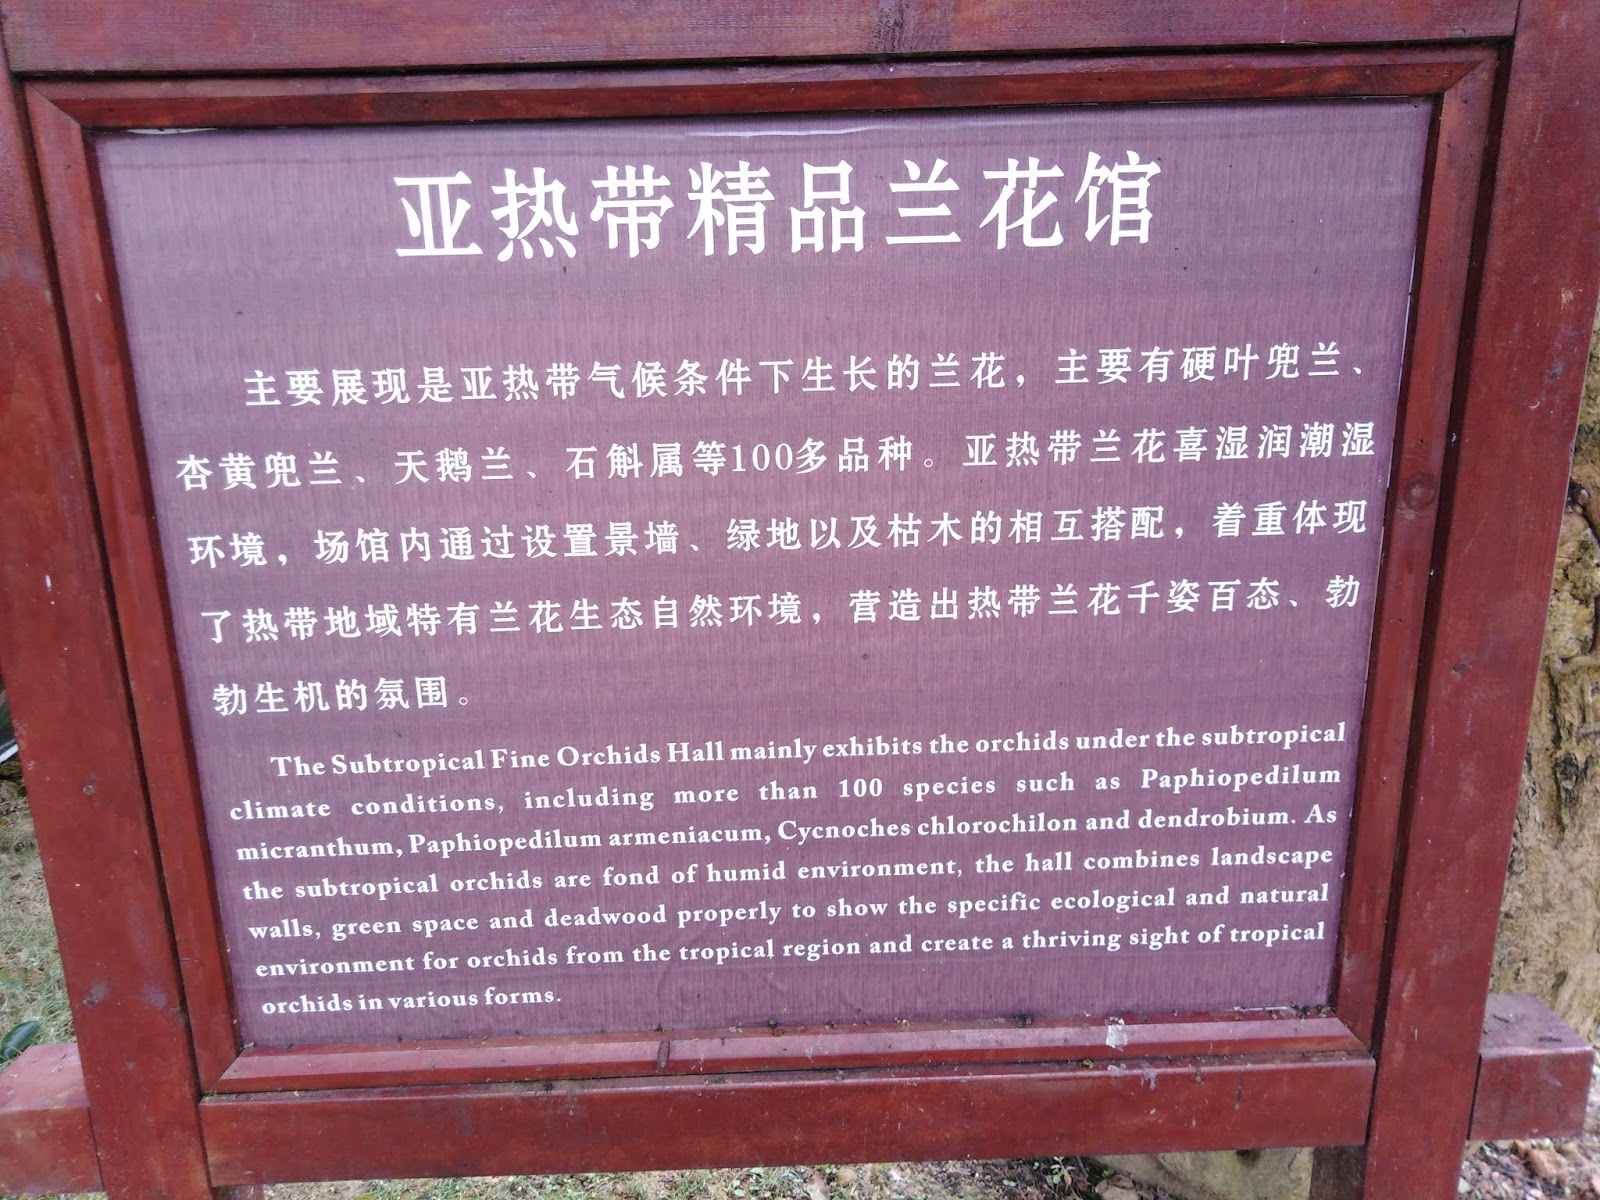 亚热带精品兰花馆
主要展现是亚热带气候条件下生长的兰花，主要有硬叶兜兰、
杏黄兜兰、天鹅兰、石斛属等100多品种。亚热带兰花喜湿润潮湿
环境，场馆内通过设置景墙、绿地以及枯木的相互搭配，着重体现
了热带地域特有兰花生态自然环境，营造出热带兰花千姿百态、勃
勃生机的氛围。
The Subtropical Fine Orchids Hall mainly exhibits the orchids under the subtropical
climate conditions, including more than 100 species such as Paphiopedilum
micranthum, Paphiopedilum armeniacum, Cycnoches chlorochilon and dendrobium. As
the subtropical orchids are fond of humid environment, the hall combines landscape
walls, green space and deadwood properly to show the specific ecological and natural
environment for orchids from the tropical region and create a thriving sight of tropical
orchids in various forms.